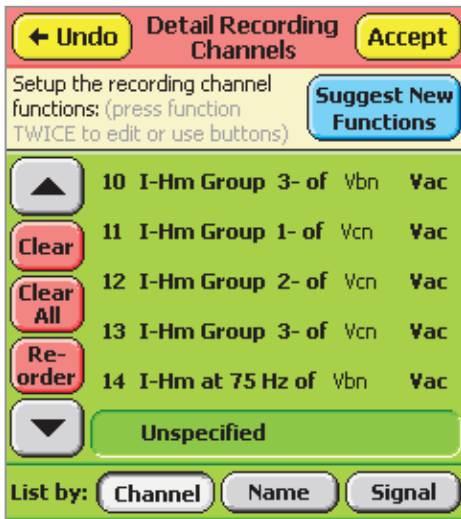 ← Undo
Detail Recording
Channels
Accept
Setup the recording channel
functions: (press function
TWICE to edit or use buttons)
Suggest New
Functions
10 I-Hm Group 3- of Vbn Vac
Clear
11 I-Hm Group 1- of Vcn Vac
Clear
All
12 I-Hm Group 2- of Vcn Vac
13 I-Hm Group 3- of Vcn Vac
Re-
order
14 I-Hm at 75 Hz of Vbn Vac
Unspecified
List by: Channel Name Signal